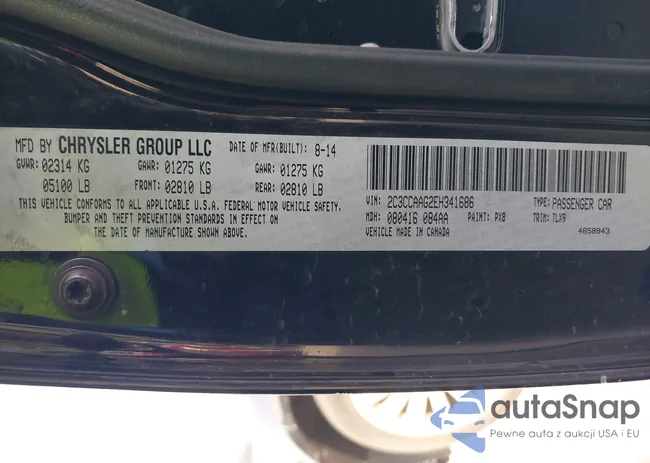 MFD BY CHRYSLER GROUP LLC DATE OF MFR(BUILT): 8-14
GVWR: 02314 KG GAWR: 01275 KG GAWR: 01275 KG
05100 LB FRONT: 02810 LB REAR: 02810 LB
THIS VEHICLE CONFORMS TO ALL APPLICABLE U.S.A. FEDERAL MOTOR VEHICLE SAFETY,
BUMPER AND THEFT PREVENTION STANDARDS IN EFFECT ON
THE DATE OF MANUFACTURE SHOWN ABOVE.
VIN: 2C3CCAAG2EH341686 TYPE: PASSENGER CAR
MDH: 080416 084AA PAINT: PX8 TRIM: TLX9
VEHICLE MADE IN CANADA 4658843
autaSnap
Pewne auta z aukcji USA i EU